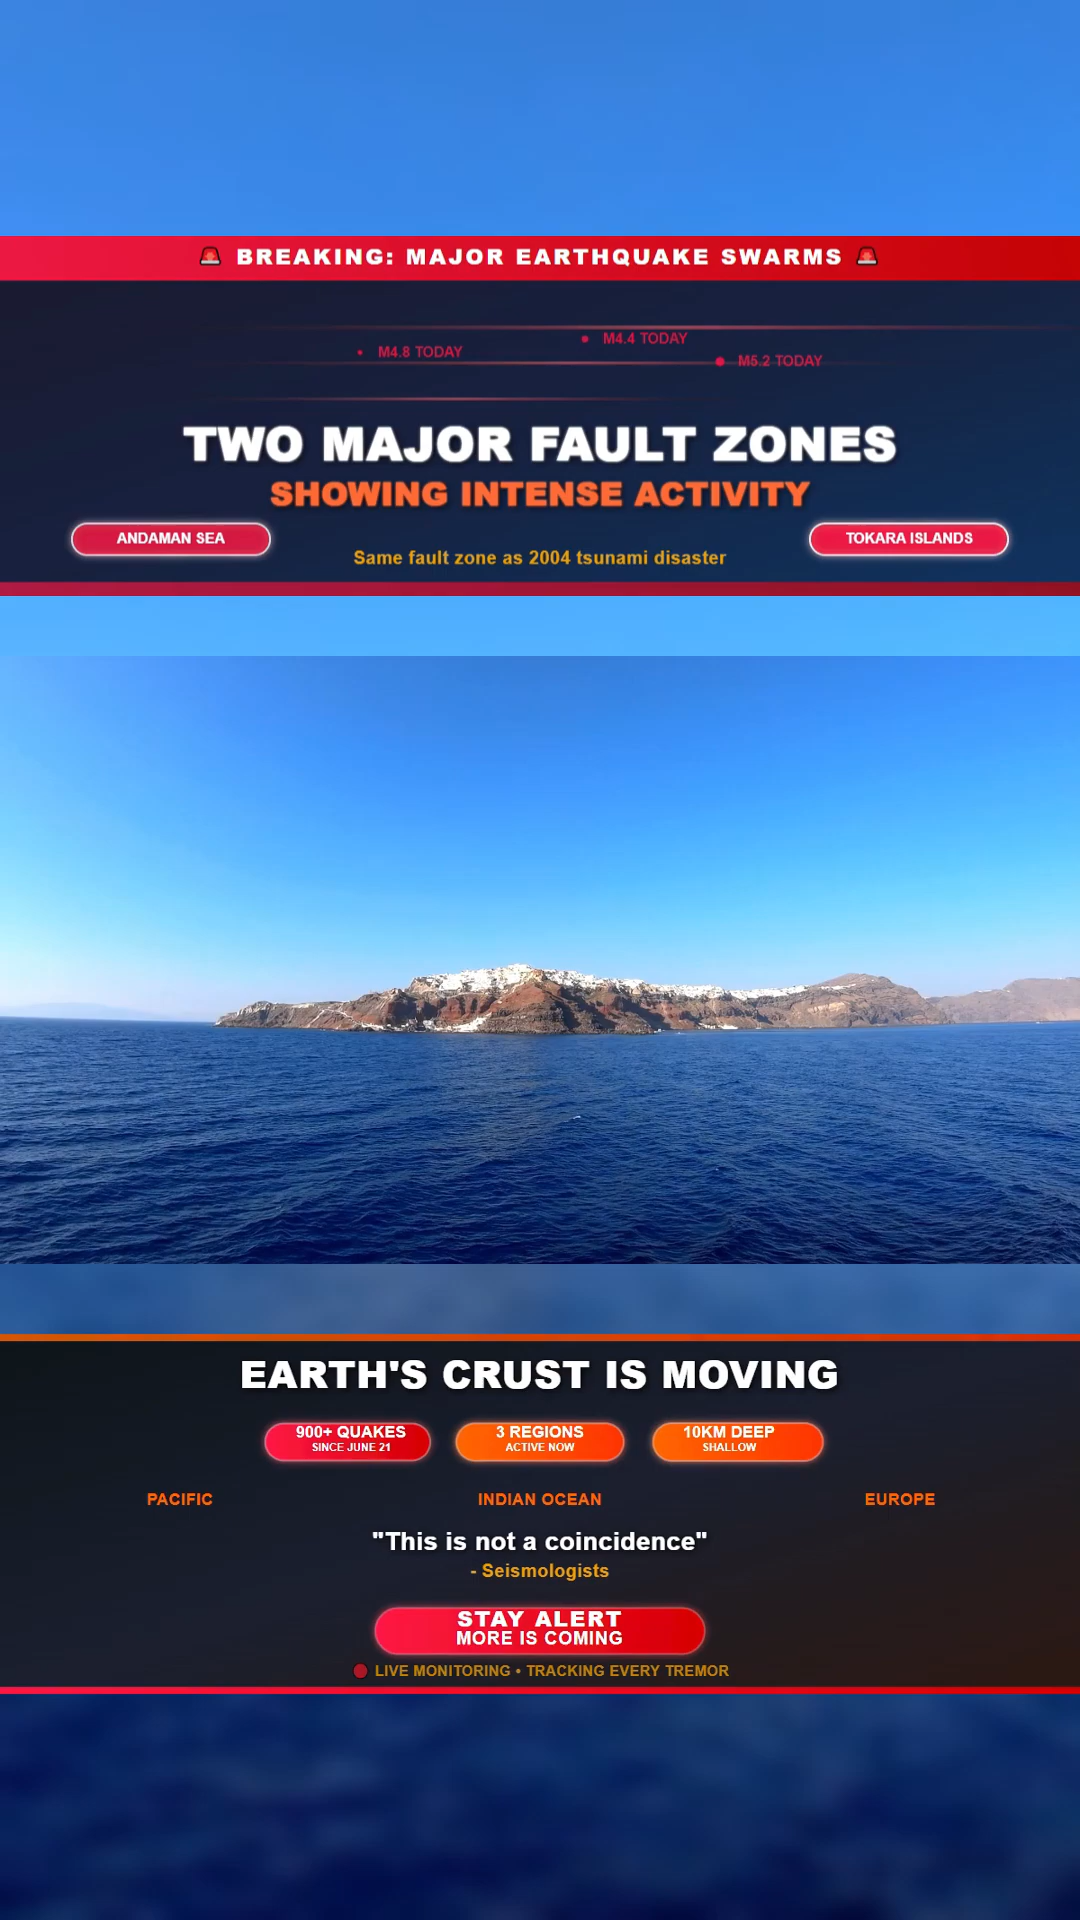 🚨 BREAKING: MAJOR EARTHQUAKE SWARMS 🚨
M4.8 TODAY
M4.4 TODAY
M5.2 TODAY
TWO MAJOR FAULT ZONES
SHOWING INTENSE ACTIVITY
ANDAMAN SEA
TOKARA ISLANDS
Same fault zone as 2004 tsunami disaster
EARTH'S CRUST IS MOVING
900+ QUAKES
SINCE JUNE 21
3 REGIONS
ACTIVE NOW
10KM DEEP
SHALLOW
PACIFIC
INDIAN OCEAN
EUROPE
"This is not a coincidence"
- Seismologists
STAY ALERT
MORE IS COMING
LIVE MONITORING • TRACKING EVERY TREMOR